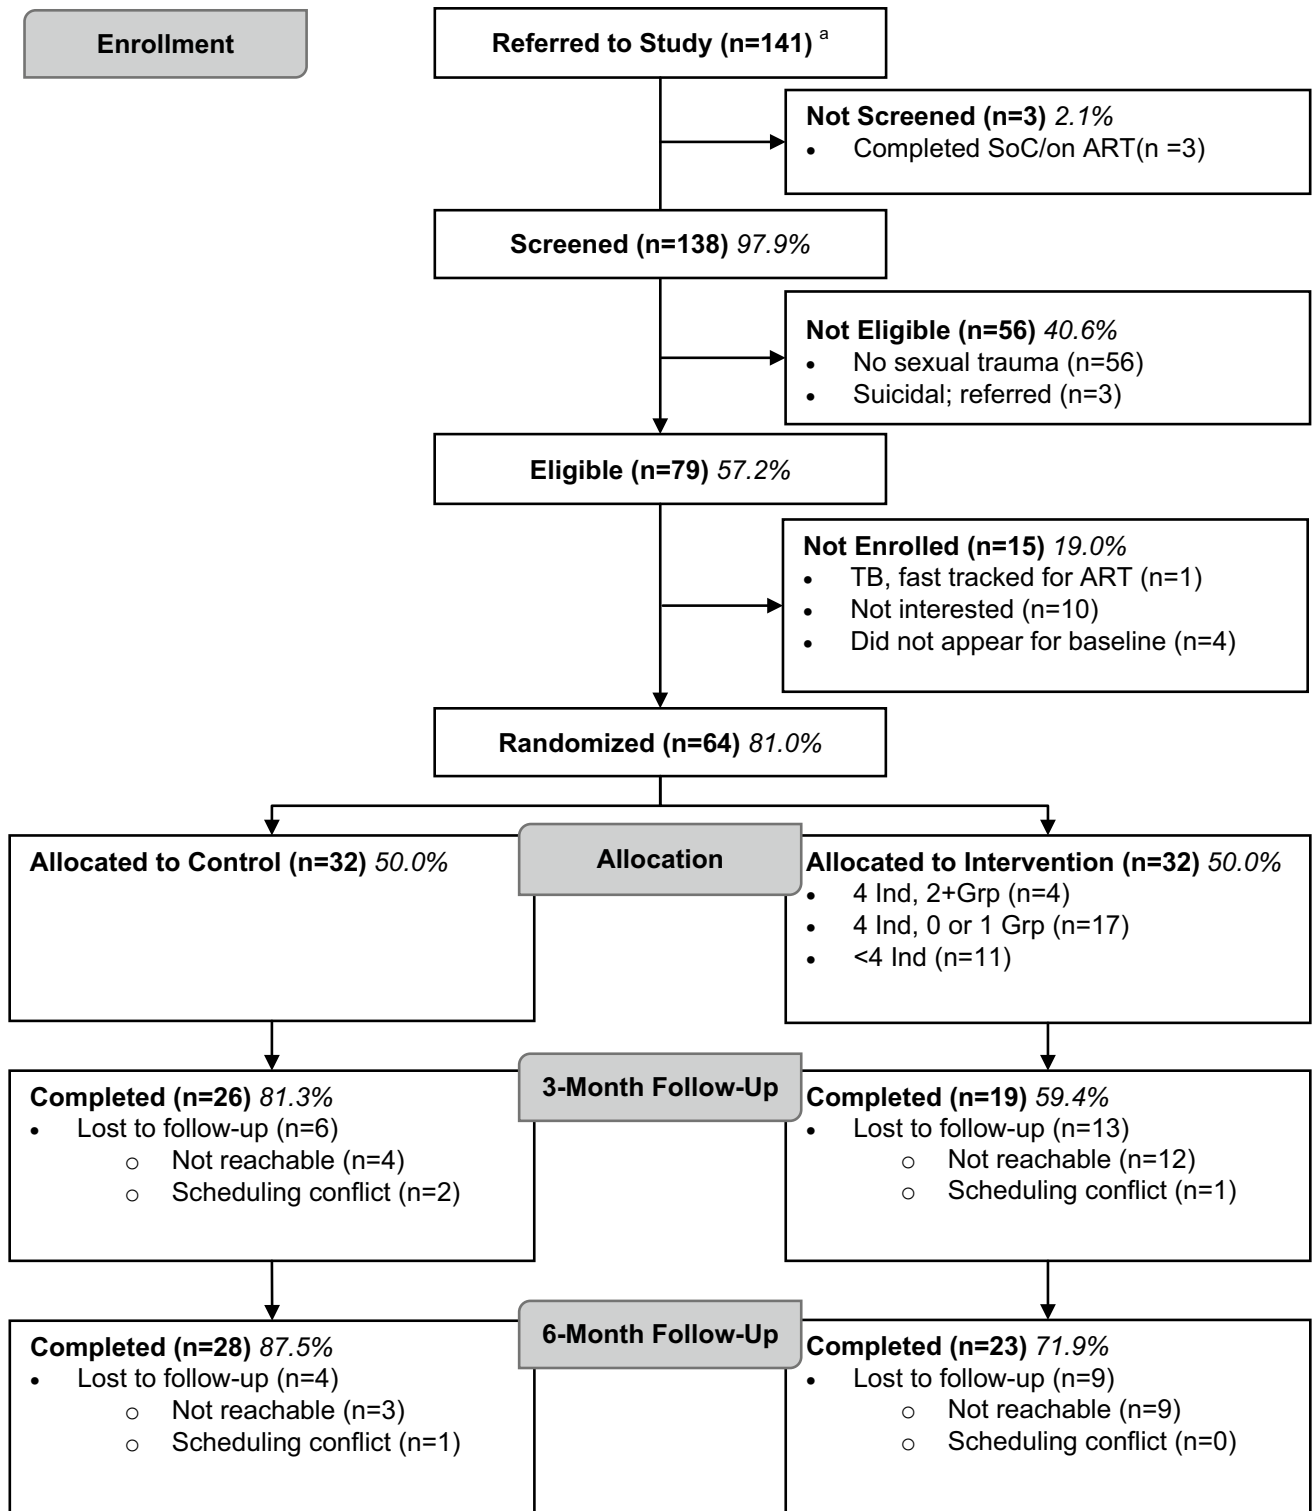 Enrollment
Referred to Study (n=141) a
Not Screened (n=3) 2.1%
• Completed SoC/on ART(n =3)
Screened (n=138) 97.9%
Not Eligible (n=56) 40.6%
• No sexual trauma (n=56)
• Suicidal; referred (n=3)
Eligible (n=79) 57.2%
Not Enrolled (n=15) 19.0%
• TB, fast tracked for ART (n=1)
• Not interested (n=10)
• Did not appear for baseline (n=4)
Randomized (n=64) 81.0%
Allocation
Allocated to Control (n=32) 50.0%
Allocated to Intervention (n=32) 50.0%
• 4 Ind, 2+Grp (n=4)
• 4 Ind, 0 or 1 Grp (n=17)
• <4 Ind (n=11)
3-Month Follow-Up
Completed (n=26) 81.3%
• Lost to follow-up (n=6)
o Not reachable (n=4)
o Scheduling conflict (n=2)
Completed (n=19) 59.4%
• Lost to follow-up (n=13)
o Not reachable (n=12)
o Scheduling conflict (n=1)
6-Month Follow-Up
Completed (n=28) 87.5%
• Lost to follow-up (n=4)
o Not reachable (n=3)
o Scheduling conflict (n=1)
Completed (n=23) 71.9%
• Lost to follow-up (n=9)
o Not reachable (n=9)
o Scheduling conflict (n=0)